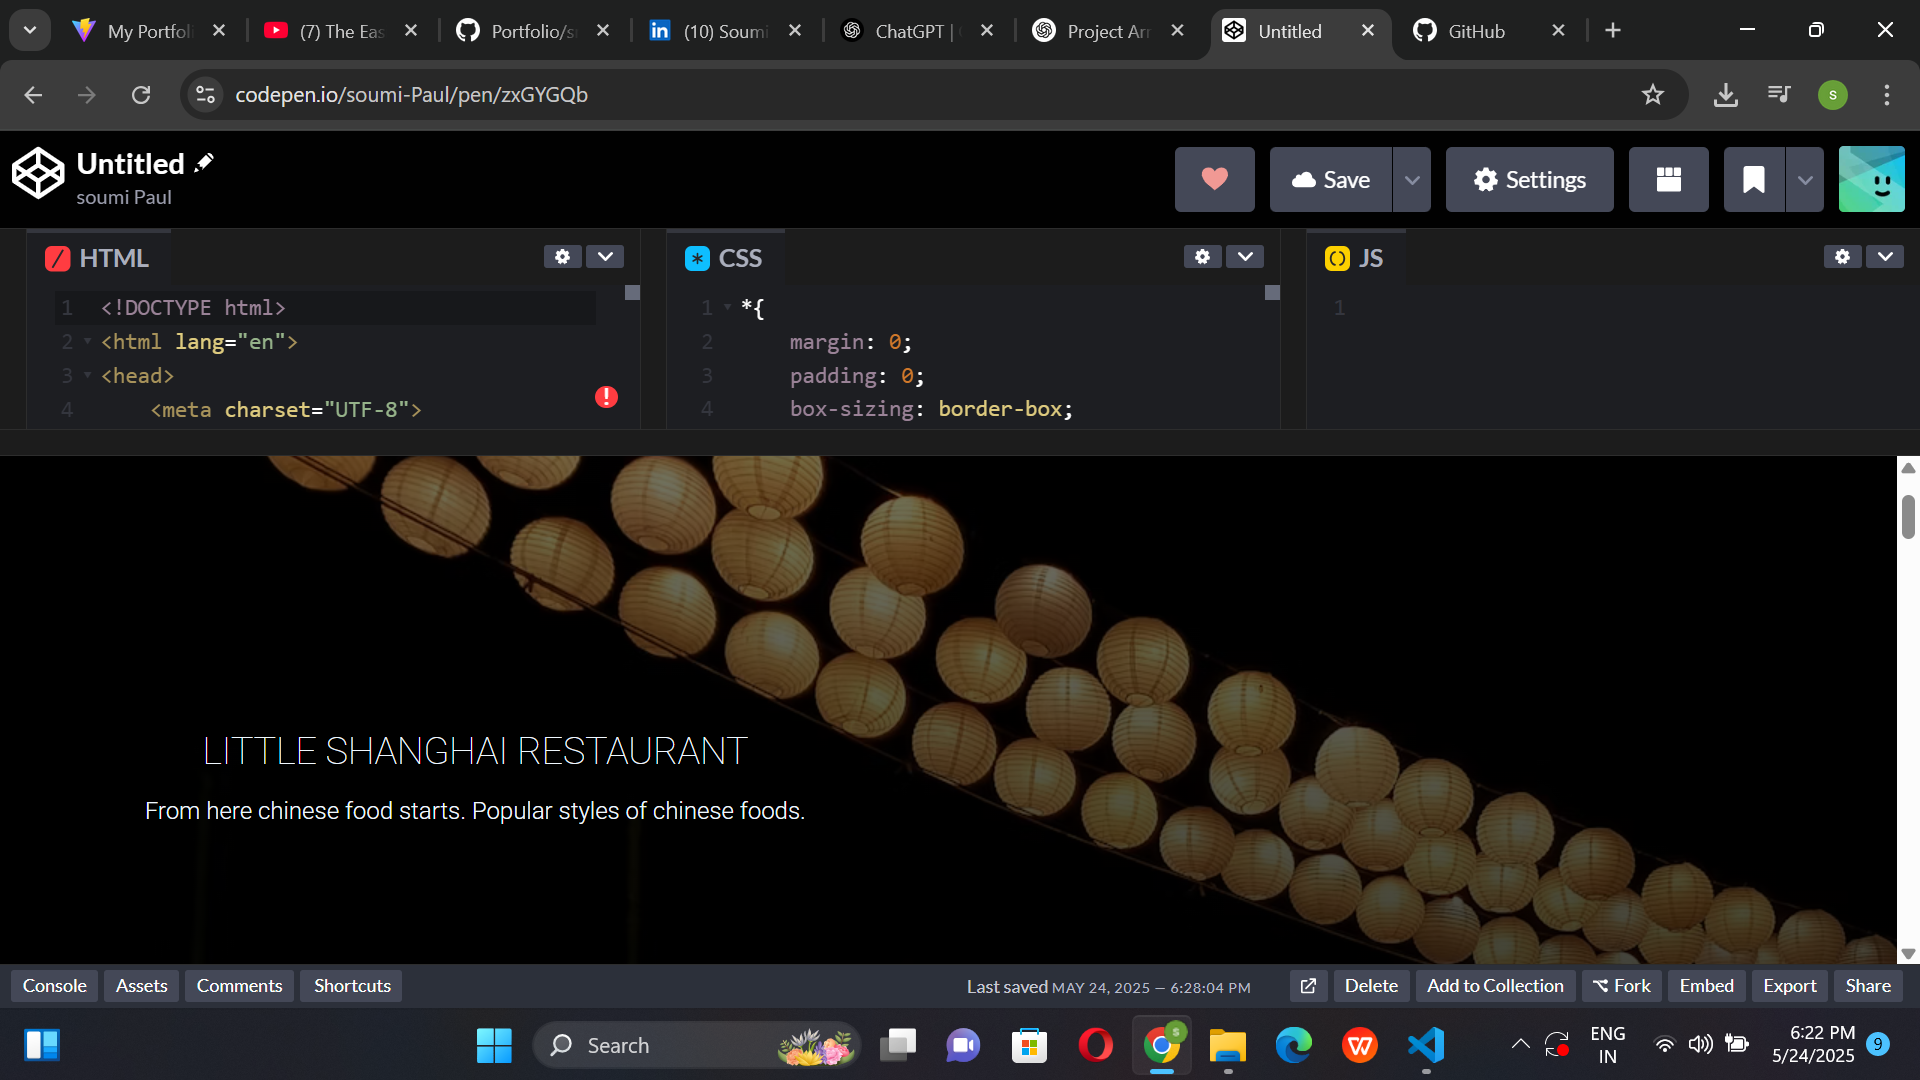 My Portfoli
(7) The Eas
Portfolio/s
(10) Soumi
ChatGPT |
Project Arr
Untitled
GitHub
codepen.io/soumi-Paul/pen/zxGYGQb
S
Untitled
soumi Paul
Save
Settings
HTML
CSS
JS
1 <!DOCTYPE html>
2 <html lang="en">
3 <head>
4 <meta charset="UTF-8">
1 *{
2 margin: 0;
3 padding: 0;
4 box-sizing: border-box;
1
LITTLE SHANGHAI RESTAURANT
From here chinese food starts. Popular styles of chinese foods.
Console
Assets
Comments
Shortcuts
Last saved MAY 24, 2025 — 6:28:04 PM
Delete
Add to Collection
Fork
Embed
Export
Share
Search
ENG
IN
6:22 PM
5/24/2025
9